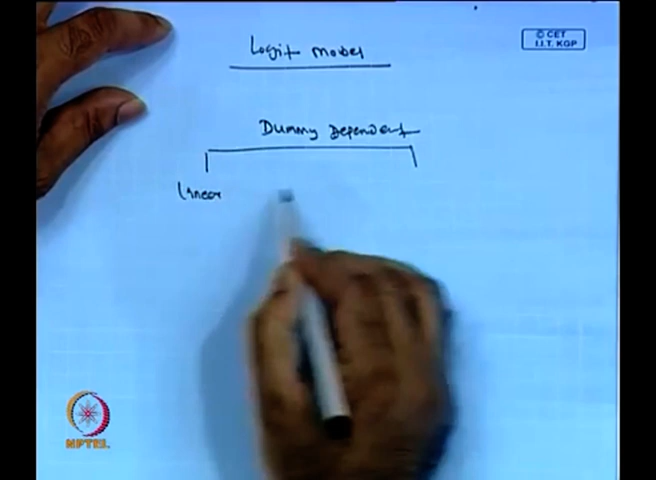 Logit Model
© CET
I.I.T. KGP
Dummy Dependent
Linear
NPTEL